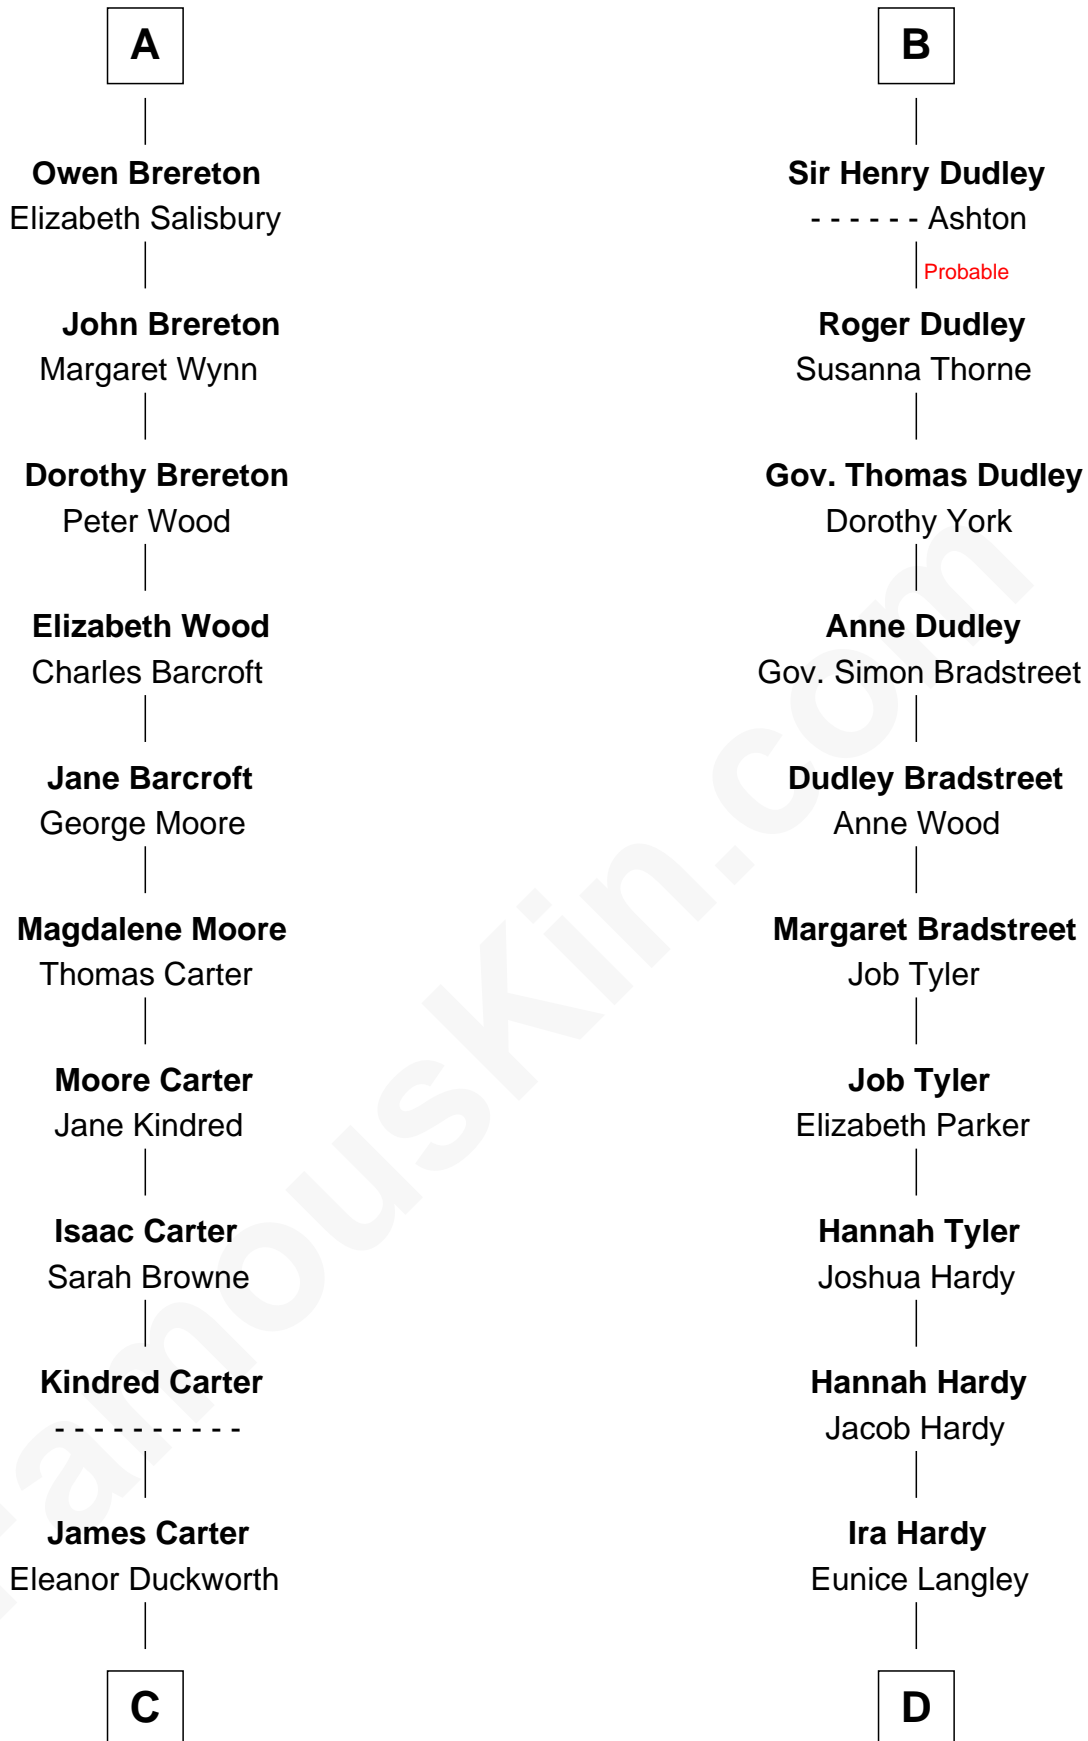 A
Owen Brereton
Elizabeth Salisbury
John Brereton
Margaret Wynn
Dorothy Brereton
Peter Wood
Elizabeth Wood
Charles Barcroft
Jane Barcroft
George Moore
Magdalene Moore
Thomas Carter
Moore Carter
Jane Kindred
Isaac Carter
Sarah Browne
Kindred Carter
- - - - - - - - - -
James Carter
Eleanor Duckworth
C
B
Sir Henry Dudley
- - - - - - Ashton
Probable
Roger Dudley
Susanna Thorne
Gov. Thomas Dudley
Dorothy York
Anne Dudley
Gov. Simon Bradstreet
Dudley Bradstreet
Anne Wood
Margaret Bradstreet
Job Tyler
Job Tyler
Elizabeth Parker
Hannah Tyler
Joshua Hardy
Hannah Hardy
Jacob Hardy
Ira Hardy
Eunice Langley
D
FamousKin.com